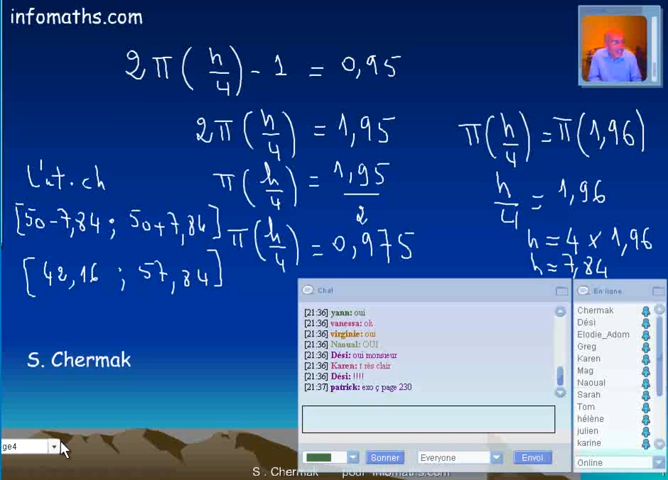 infomaths.com
2π(h/4) - 1 = 0,95
2π(h/4) = 1,95
π(h/4) = 1,95/2
π(h/4) = 0,975
π(h/4) = π(1,96)
h/4 = 1,96
h = 4 × 1,96
h = 7,84
L'int.ch
[50-7,84 ; 50+7,84]
[42,16 ; 57,84]
S. Chermak
Chat
[21:36] yann: oui
[21:36] vanessa: ok
[21:36] virginie: oui
[21:36] Naoual: OUI
[21:36] Dési: oui monsieur
[21:36] Karen: t rès clair
[21:36] Dési: !!!!
[21:37] patrick: exo ç page 230
Sonner
Everyone
Envoi
En ligne
Chermak
Dési
Elodie_Adom
Greg
Karen
Mag
Naoual
Sarah
Tom
hélène
julien
karine
Online
ge4
S . Chermak pour infomaths.com